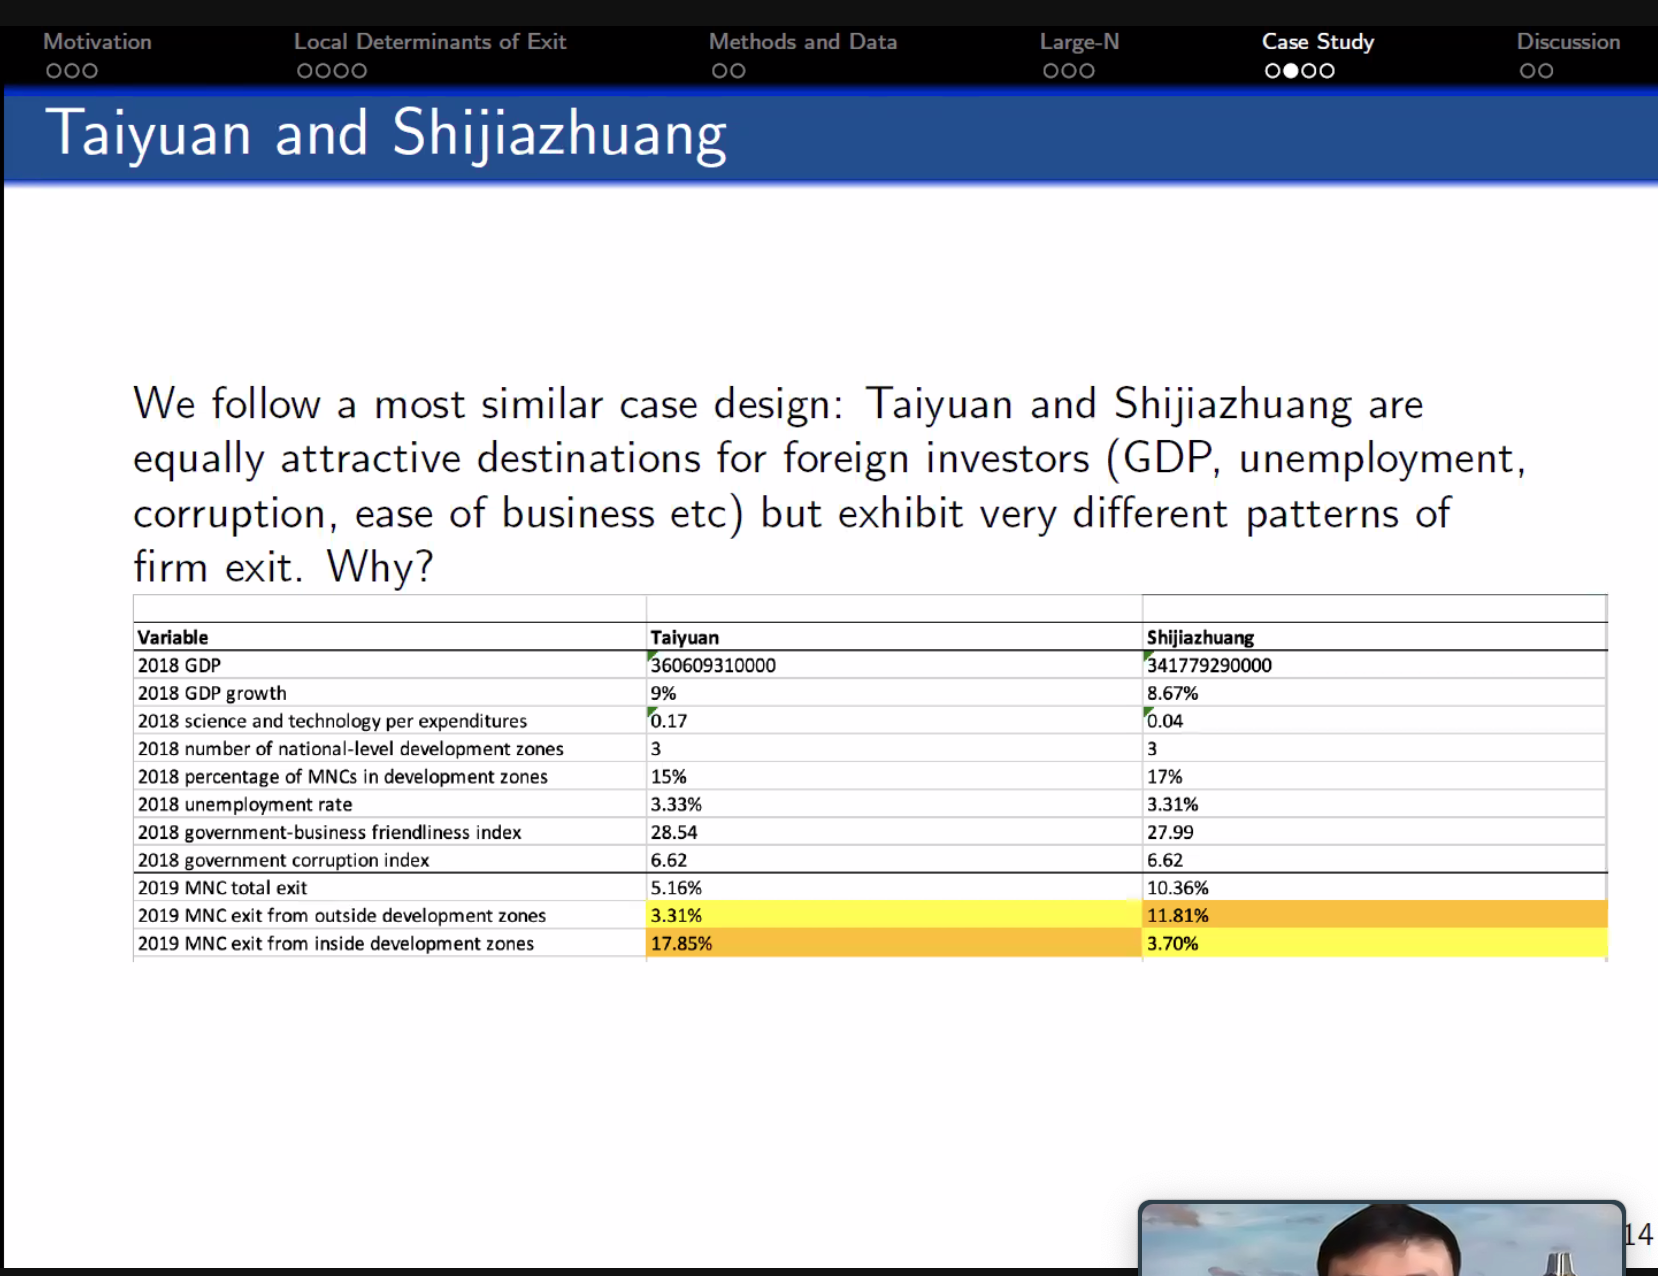 Motivation Local Determinants of Exit Methods and Data Large-N Case Study Discussion
Taiyuan and Shijiazhuang
We follow a most similar case design: Taiyuan and Shijiazhuang are
equally attractive destinations for foreign investors (GDP, unemployment,
corruption, ease of business etc) but exhibit very different patterns of
firm exit. Why?
Variable Taiyuan Shijiazhuang
2018 GDP 360609310000 341779290000
2018 GDP growth 9% 8.67%
2018 science and technology per expenditures 0.17 0.04
2018 number of national-level development zones 3 3
2018 percentage of MNCs in development zones 15% 17%
2018 unemployment rate 3.33% 3.31%
2018 government-business friendliness index 28.54 27.99
2018 government corruption index 6.62 6.62
2019 MNC total exit 5.16% 10.36%
2019 MNC exit from outside development zones 3.31% 11.81%
2019 MNC exit from inside development zones 17.85% 3.70%
14